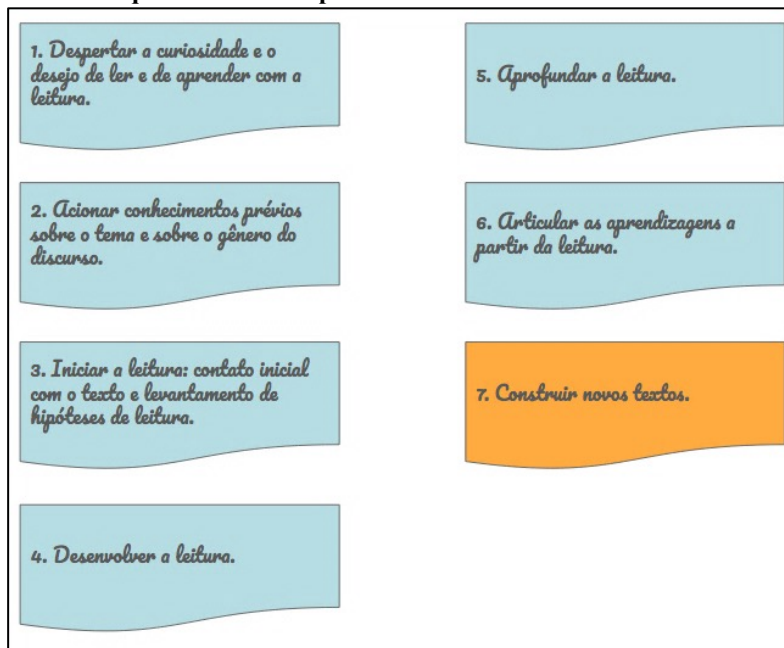 1. Despertar a curiosidade e o
desejo de ler e de aprender com a
leitura.
2. Acionar conhecimentos prévios
sobre o tema e sobre o gênero do
discurso.
3. Iniciar a leitura: contato inicial
com o texto e levantamento de
hipóteses de leitura.
4. Desenvolver a leitura.
5. Aprofundar a leitura.
6. Articular as aprendizagens a
partir da leitura.
7. Construir novos textos.